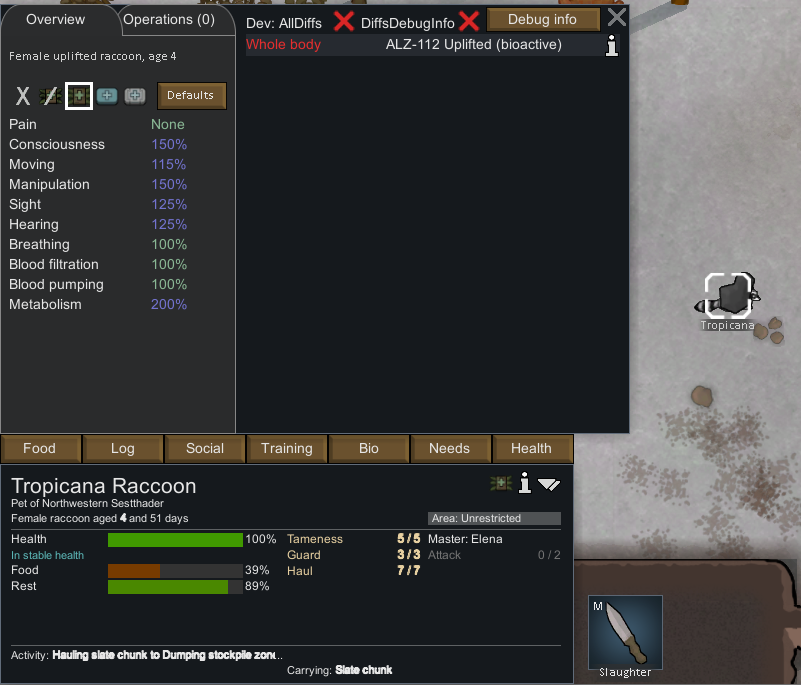 Overview
Operations (0)
Dev: AllDiffs
DiffsDebugInfo
Debug info
Whole body
ALZ-112 Uplifted (bioactive)
Female uplifted raccoon, age 4
Defaults
Pain None
Consciousness 150%
Moving 115%
Manipulation 150%
Sight 125%
Hearing 125%
Breathing 100%
Blood filtration 100%
Blood pumping 100%
Metabolism 200%
Tropicana
Food
Log
Social
Training
Bio
Needs
Health
Tropicana Raccoon
Pet of Northwestern Sestthader
Female raccoon aged 4 and 51 days
Area: Unrestricted
Health 100%
In stable health
Food 39%
Rest 89%
Tameness 5 / 5
Guard 3 / 3
Haul 7 / 7
Master: Elena
Attack 0 / 2
Activity: Hauling slate chunk to Dumping stockpile zone...
Carrying: Slate chunk
M
Slaughter